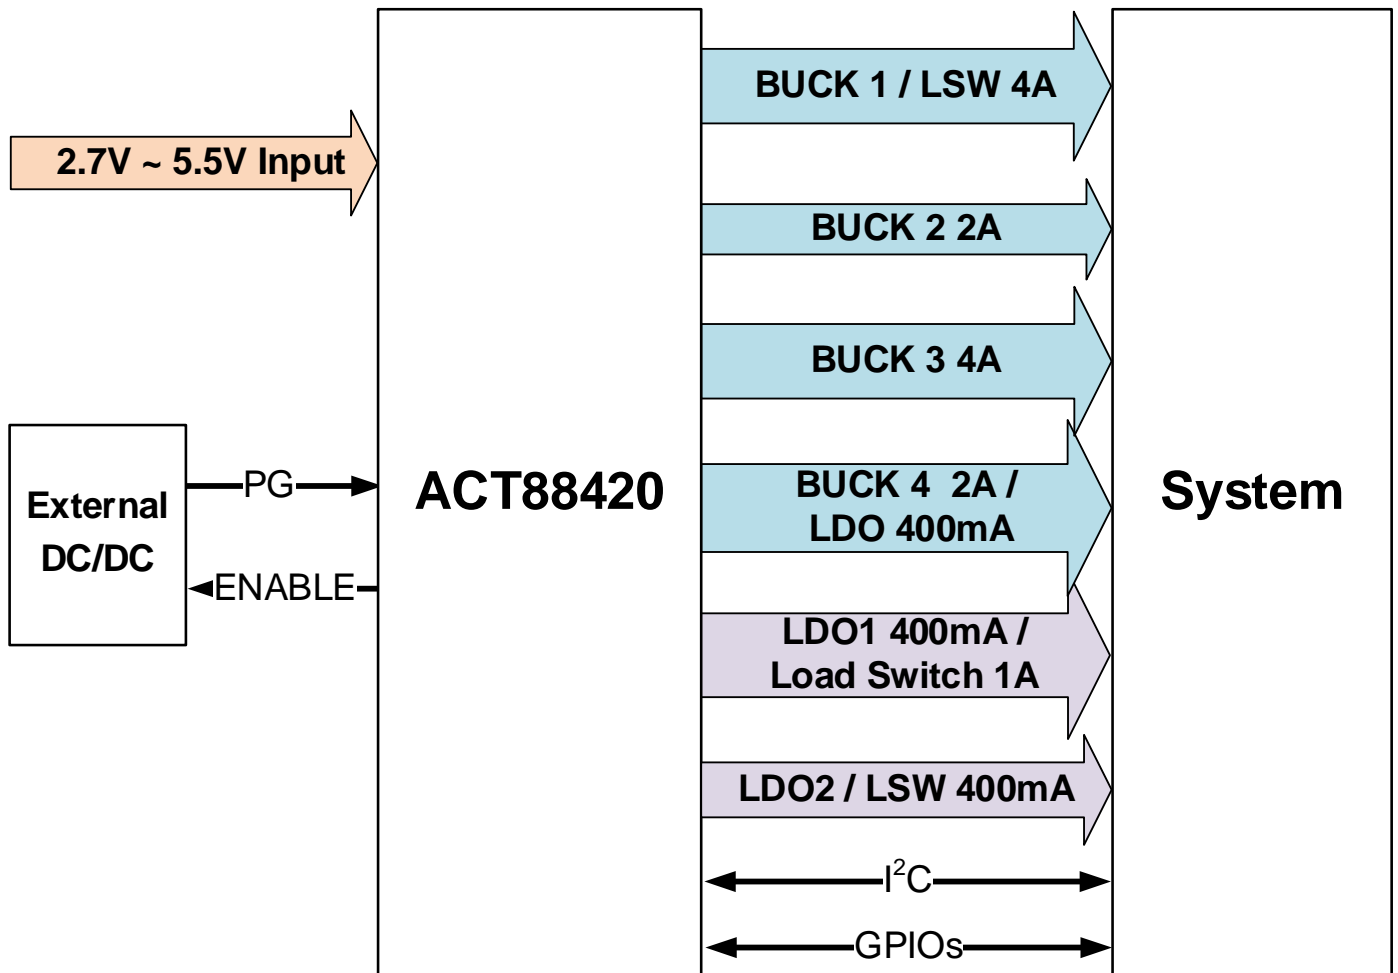 BUCK 1 / LSW 4A
2.7V ~ 5.5V Input
BUCK 2 2A
BUCK 3 4A
External
DC/DC
PG
ENABLE
ACT88420
BUCK 4 2A /
LDO 400mA
System
LDO1 400mA /
Load Switch 1A
LDO2 / LSW 400mA
I²C
GPIOs